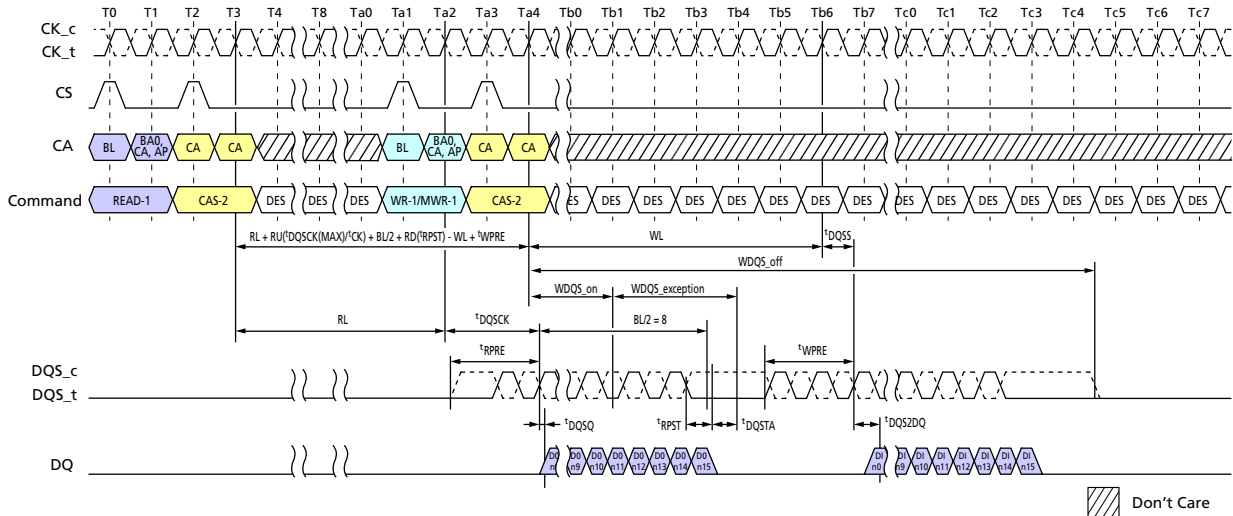 T0 T1 T2 T3 T4 T8 Ta0 Ta1 Ta2 Ta3 Ta4 Tb0 Tb1 Tb2 Tb3 Tb4 Tb5 Tb6 Tb7 Tc0 Tc1 Tc2 Tc3 Tc4 Tc5 Tc6 Tc7
CK_c
CK_t
CS
CA BL BA0, CA, AP CA CA BL BA0, CA, AP CA CA
Command READ-1 CAS-2 DES DES DES WR-1/MWR-1 CAS-2 DES DES DES DES DES DES DES DES DES DES DES DES DES DES DES DES
RL + RU(tDQSCK(MAX)/tCK) + BL/2 + RD(tRPST) - WL + tWPRE WL tDQSS
WDQS_off
WDQS_on WDQS_exception
RL tDQSCK BL/2 = 8
tRPRE tWPRE
DQS_c
DQS_t
tDQSQ tRPST tDQSTA tDQS2DQ
DQ D0 n D0 n9 D0 n10 D0 n11 D0 n12 D0 n13 D0 n14 D0 n15 DI n0 DI n9 DI n10 DI n11 DI n12 DI n13 DI n14 DI n15
Don't Care